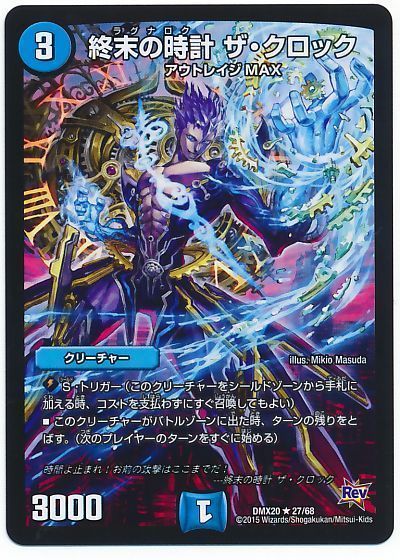 3
ラグナロク
終末の時計 ザ・クロック
アウトレイジMAX
illus. Mikio Masuda
クリーチャー
S・トリガー(このクリーチャーをシールドゾーンから手札
に加える時、コストを支払わずにすぐ召喚してもよい)
■ このクリーチャーがバトルゾーンに出た時、ターンの残りをと
ばす。(次のプレイヤーのターンをすぐに始める)
時間よ止まれ!お前の攻撃はここまでだ!
---終末の時計 ザ・クロック
Rev
3000
1
DMX20 ★ 27/68
©2015 Wizards/Shogakukan/Mitsui-Kids